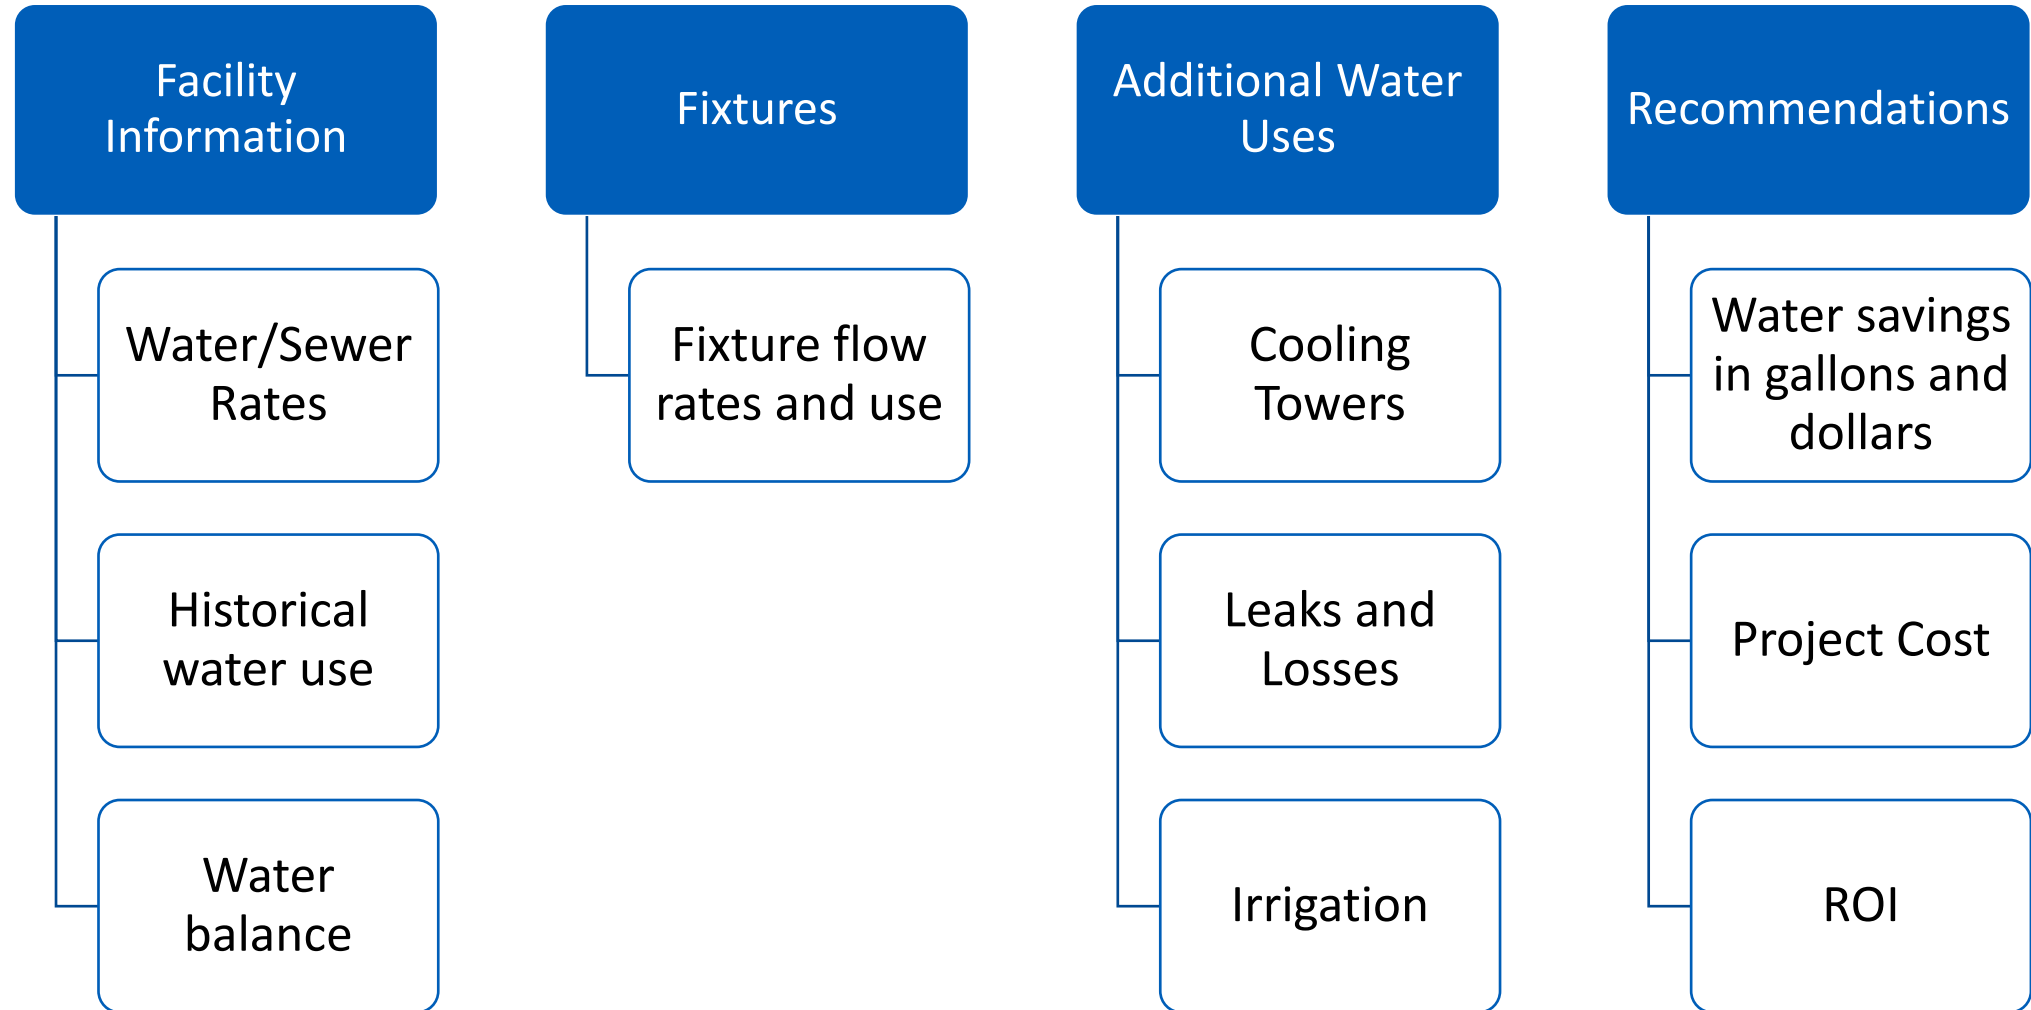 Facility
Information
Water/Sewer
Rates
Historical
water use
Water
balance
Fixtures
Fixture flow
rates and use
Additional Water
Uses
Cooling
Towers
Leaks and
Losses
Irrigation
Recommendations
Water savings
in gallons and
dollars
Project Cost
ROI